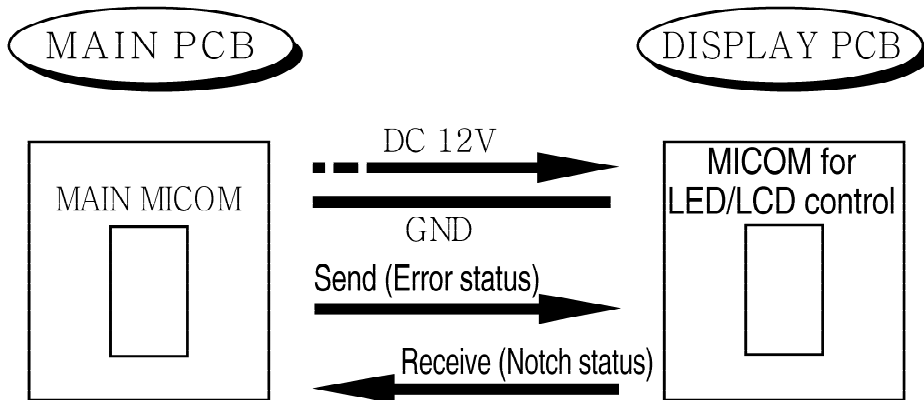 MAIN PCB
DISPLAY PCB
MAIN MICOM
DC 12V
GND
Send (Error status)
Receive (Notch status)
MICOM for
LED/LCD control